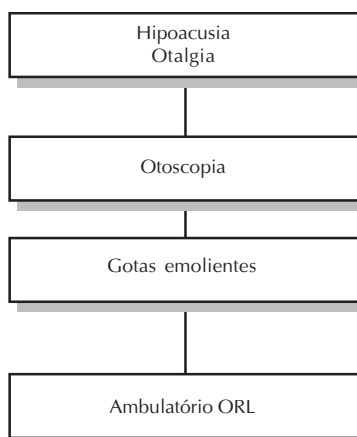 Hipoacusia
Otalgia
Otoscopia
Gotas emolientes
Ambulatório ORL